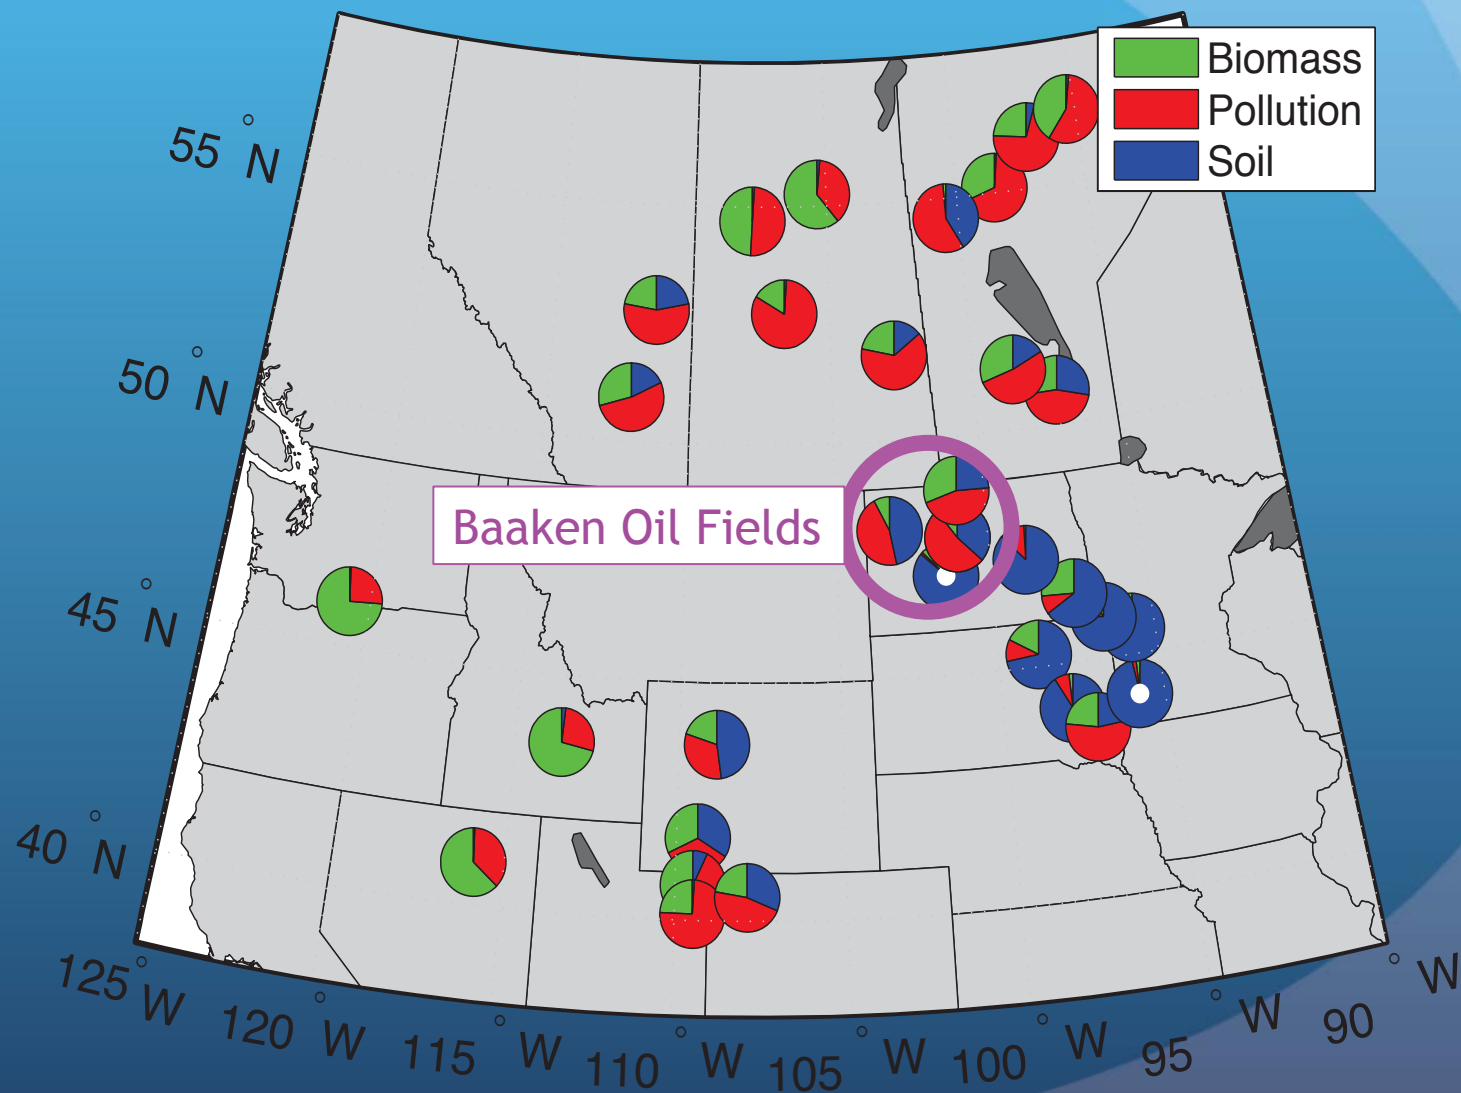 Biomass
Pollution
Soil
55° N
50° N
Baaken Oil Fields
45° N
40° N
125° W
120° W
115° W
110° W
105° W
100° W
95° W
90° W